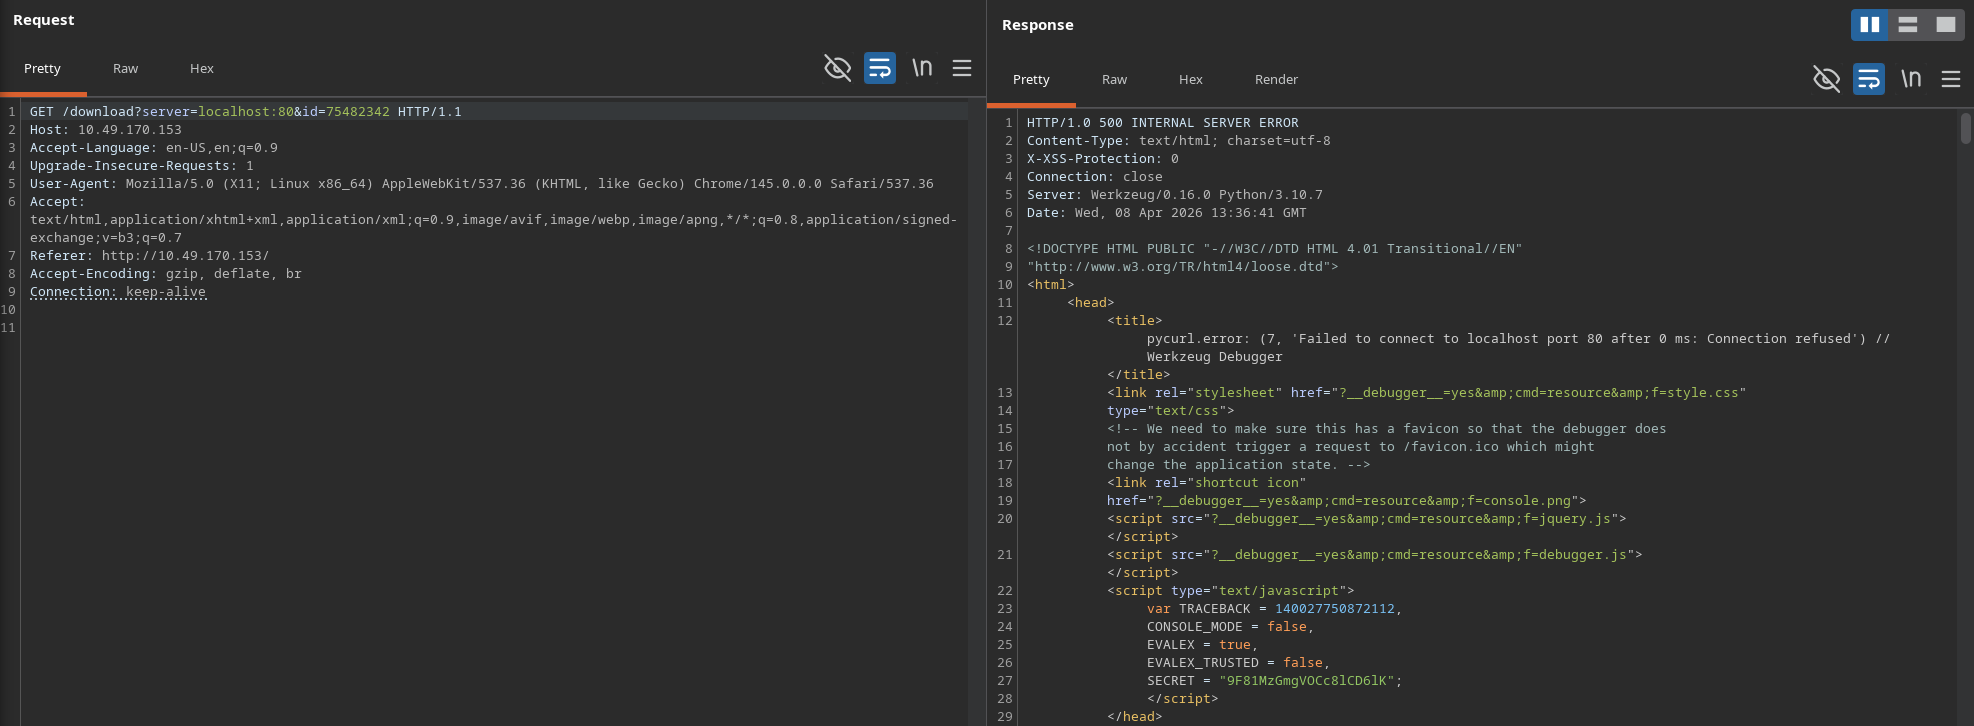 Request
Pretty Raw Hex
\n
1 GET /download?server=localhost:80&id=75482342 HTTP/1.1
2 Host: 10.49.170.153
3 Accept-Language: en-US,en;q=0.9
4 Upgrade-Insecure-Requests: 1
5 User-Agent: Mozilla/5.0 (X11; Linux x86_64) AppleWebKit/537.36 (KHTML, like Gecko) Chrome/145.0.0.0 Safari/537.36
6 Accept:
text/html,application/xhtml+xml,application/xml;q=0.9,image/avif,image/webp,image/apng,*/*;q=0.8,application/signed-
exchange;v=b3;q=0.7
7 Referer: http://10.49.170.153/
8 Accept-Encoding: gzip, deflate, br
9 Connection: keep-alive
10
11
Response
Pretty Raw Hex Render
\n
1 HTTP/1.0 500 INTERNAL SERVER ERROR
2 Content-Type: text/html; charset=utf-8
3 X-XSS-Protection: 0
4 Connection: close
5 Server: Werkzeug/0.16.0 Python/3.10.7
6 Date: Wed, 08 Apr 2026 13:36:41 GMT
7
8 <!DOCTYPE HTML PUBLIC "-//W3C//DTD HTML 4.01 Transitional//EN"
9 "http://www.w3.org/TR/html4/loose.dtd">
10 <html>
11 <head>
12 <title>
pycurl.error: (7, 'Failed to connect to localhost port 80 after 0 ms: Connection refused') //
Werkzeug Debugger
</title>
13 <link rel="stylesheet" href="?__debugger__=yes&amp;cmd=resource&amp;f=style.css"
14 type="text/css">
15 <!-- We need to make sure this has a favicon so that the debugger does
16 not by accident trigger a request to /favicon.ico which might
17 change the application state. -->
18 <link rel="shortcut icon"
19 href="?__debugger__=yes&amp;cmd=resource&amp;f=console.png">
20 <script src="?__debugger__=yes&amp;cmd=resource&amp;f=jquery.js">
</script>
21 <script src="?__debugger__=yes&amp;cmd=resource&amp;f=debugger.js">
</script>
22 <script type="text/javascript">
23 var TRACEBACK = 140027750872112,
24 CONSOLE_MODE = false,
25 EVALEX = true,
26 EVALEX_TRUSTED = false,
27 SECRET = "9F81MzGmgVOCc8lCD6lK";
28 </script>
29 </head>